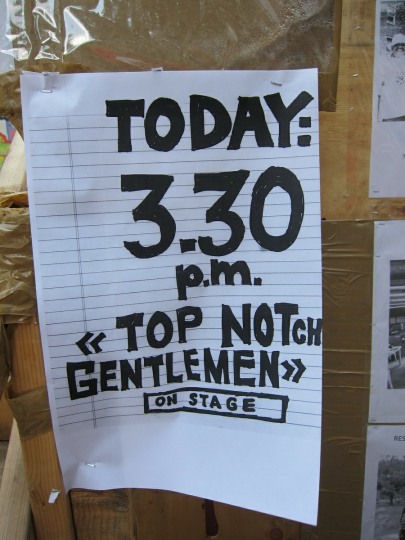 TODAY:
3.30
p.m.
« TOP NOTCH
GENTLEMEN »
ON STAGE